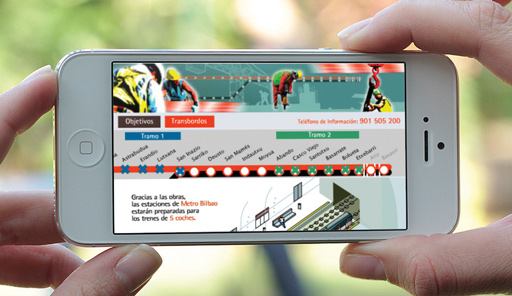 Objetivos
Transbordos
Teléfono de Información: 901 505 200
Tramo 1
Tramo 2
Astrabudua
Erandio
Lutxana
San Inazio
Sarriko
Deustu
San Mamés
Indautxu
Moyua
Abando
Casco Viejo
Santutxu
Basarrate
Bolueta
Etxebarri
Gracias a las obras,
las estaciones de Metro Bilbao
estarán preparadas para
los trenes de 5 coches.